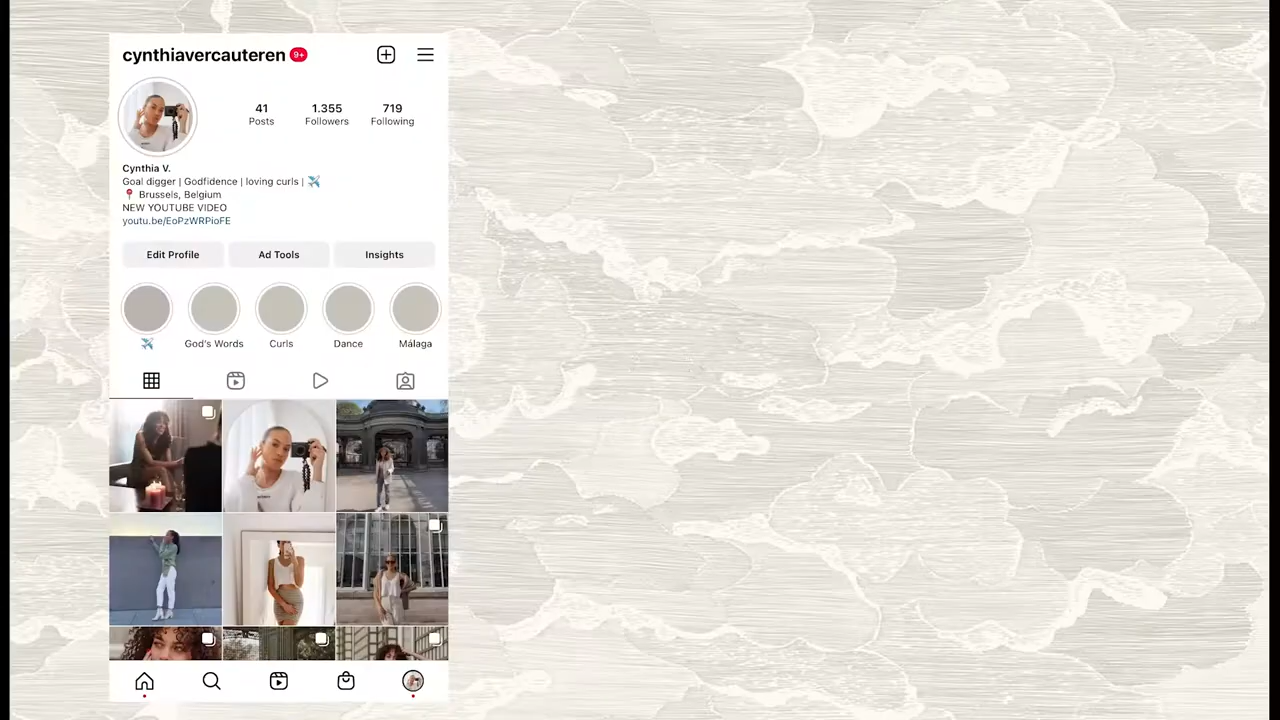 cynthiavercauteren 9+
41 1.355 719
Posts Followers Following
Cynthia V.
Goal digger | Godfidence | loving curls | ✈️
📍 Brussels, Belgium
NEW YOUTUBE VIDEO
youtu.be/EoPzWRPioFE
Edit Profile Ad Tools Insights
✈️ God's Words Curls Dance Málaga